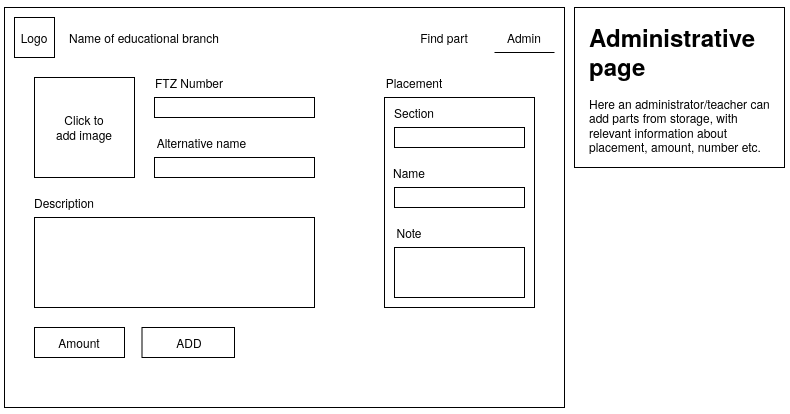 Logo
Name of educational branch
Find part
Admin
Click to
add image
FTZ Number
Alternative name
Description
Amount
ADD
Placement
Section
Name
Note
Administrative
page
Here an administrator/teacher can
add parts from storage, with
relevant information about
placement, amount, number etc.